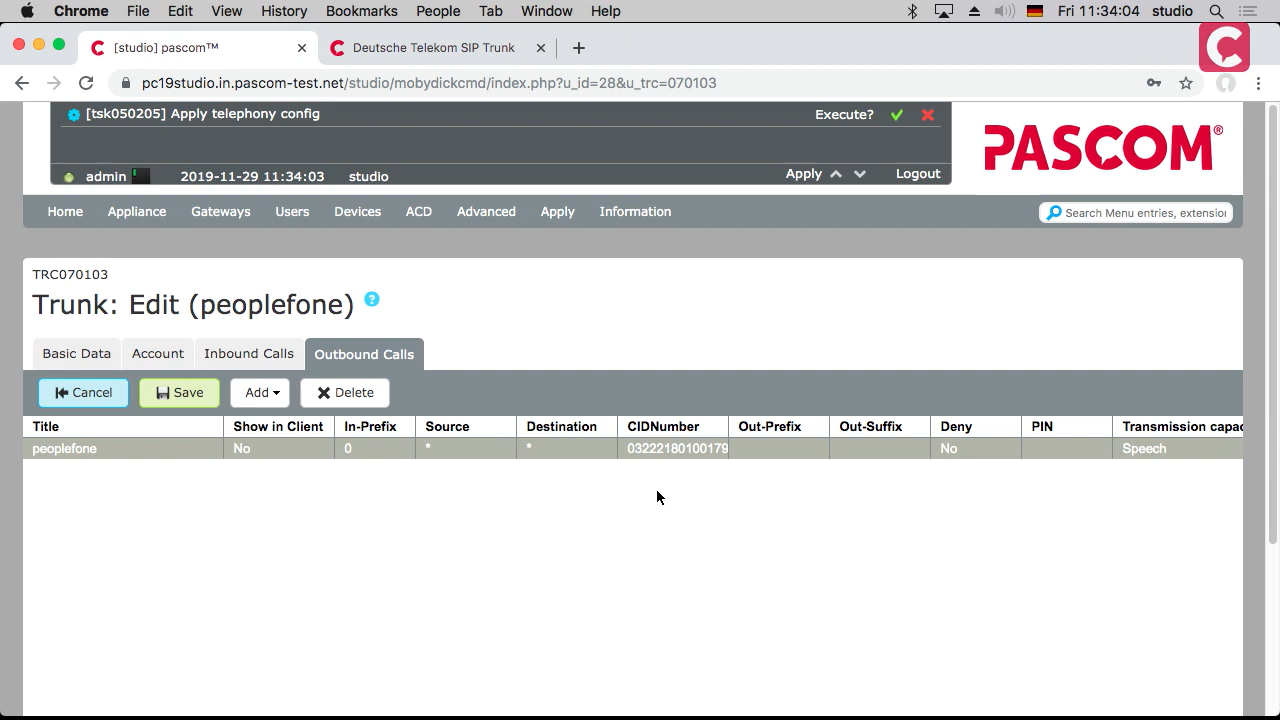 Chrome File Edit View History Bookmarks People Tab Window Help Fri 11:34:04 studio
[studio] pascom™ Deutsche Telekom SIP Trunk
pc19studio.in.pascom-test.net/studio/mobydickcmd/index.php?u_id=28&u_trc=070103
[tsk050205] Apply telephony config Execute?
PASCOM®
admin 2019-11-29 11:34:03 studio Apply Logout
Home Appliance Gateways Users Devices ACD Advanced Apply Information Search Menu entries, extension
TRC070103
Trunk: Edit (peoplefone) ?
Basic Data Account Inbound Calls Outbound Calls
Cancel Save Add Delete
Title Show in Client In-Prefix Source Destination CIDNumber Out-Prefix Out-Suffix Deny PIN Transmission capac
peoplefone No 0 * * 03222180100179 No Speech